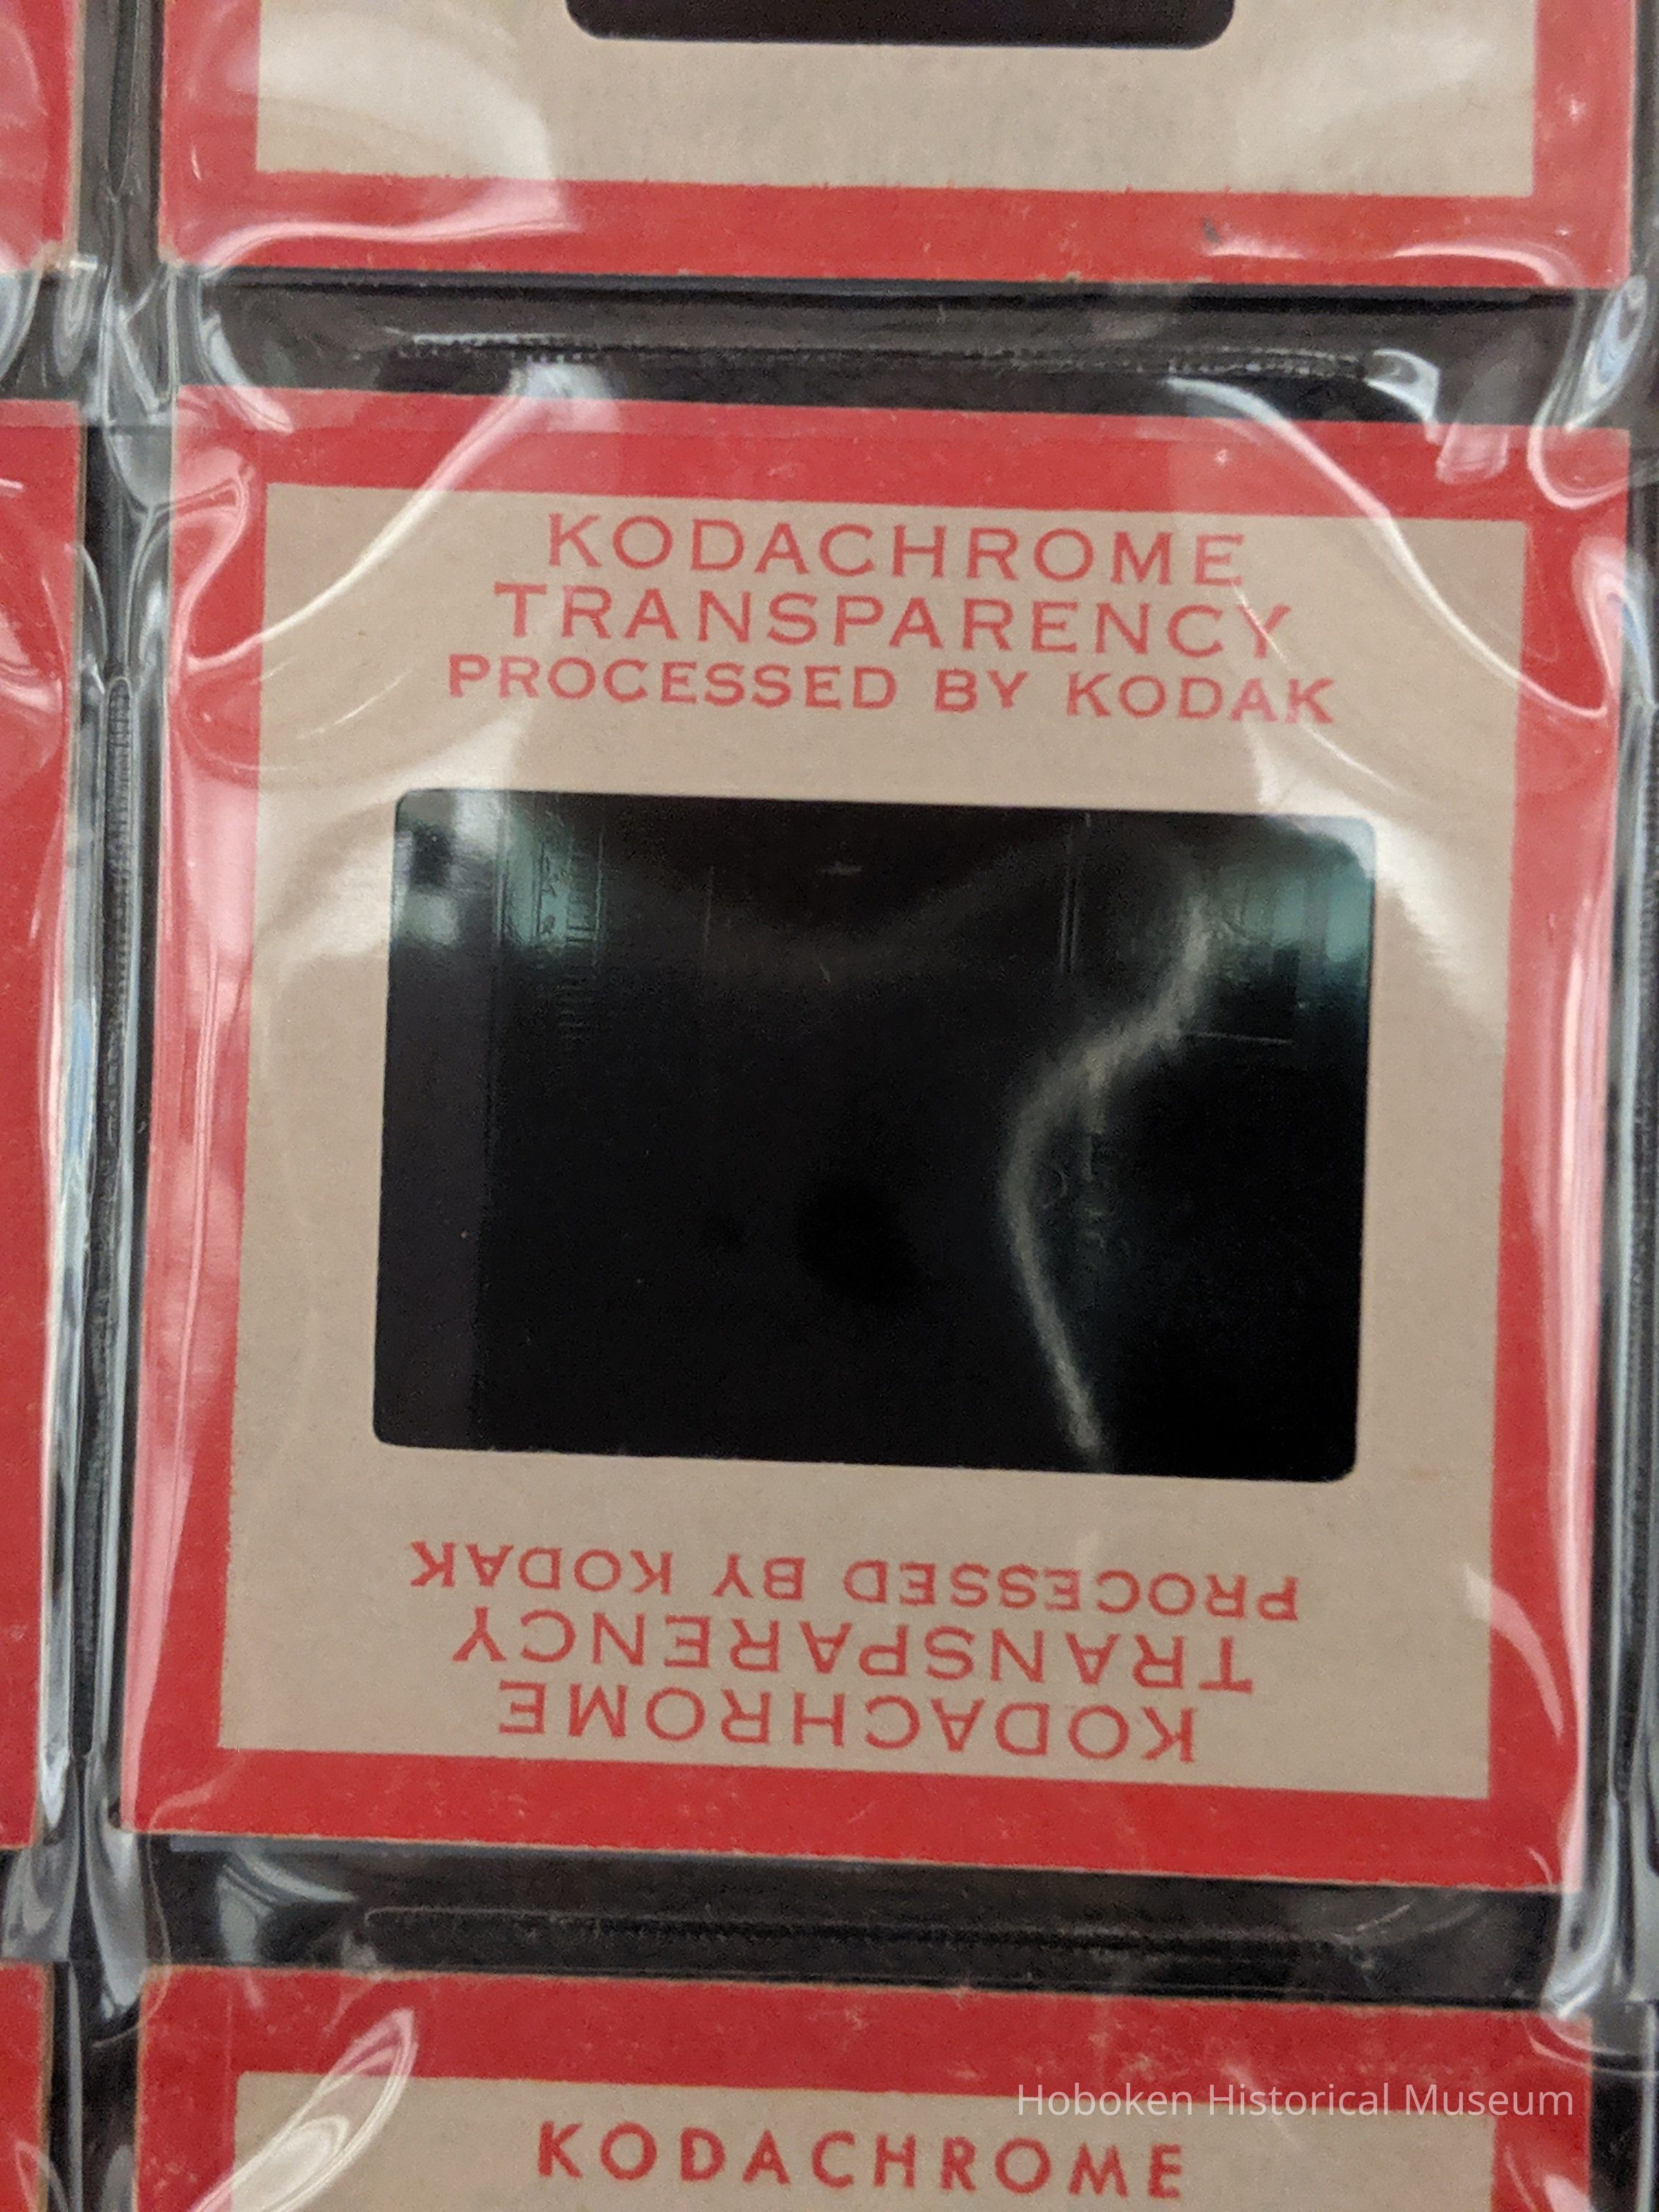 KODACHROME
TRANSPARENCY
PROCESSED BY KODAK
PROCESSED BY KODAK
TRANSPARENCY
KODACHROME
Hoboken Historical Museum
KODACHROME